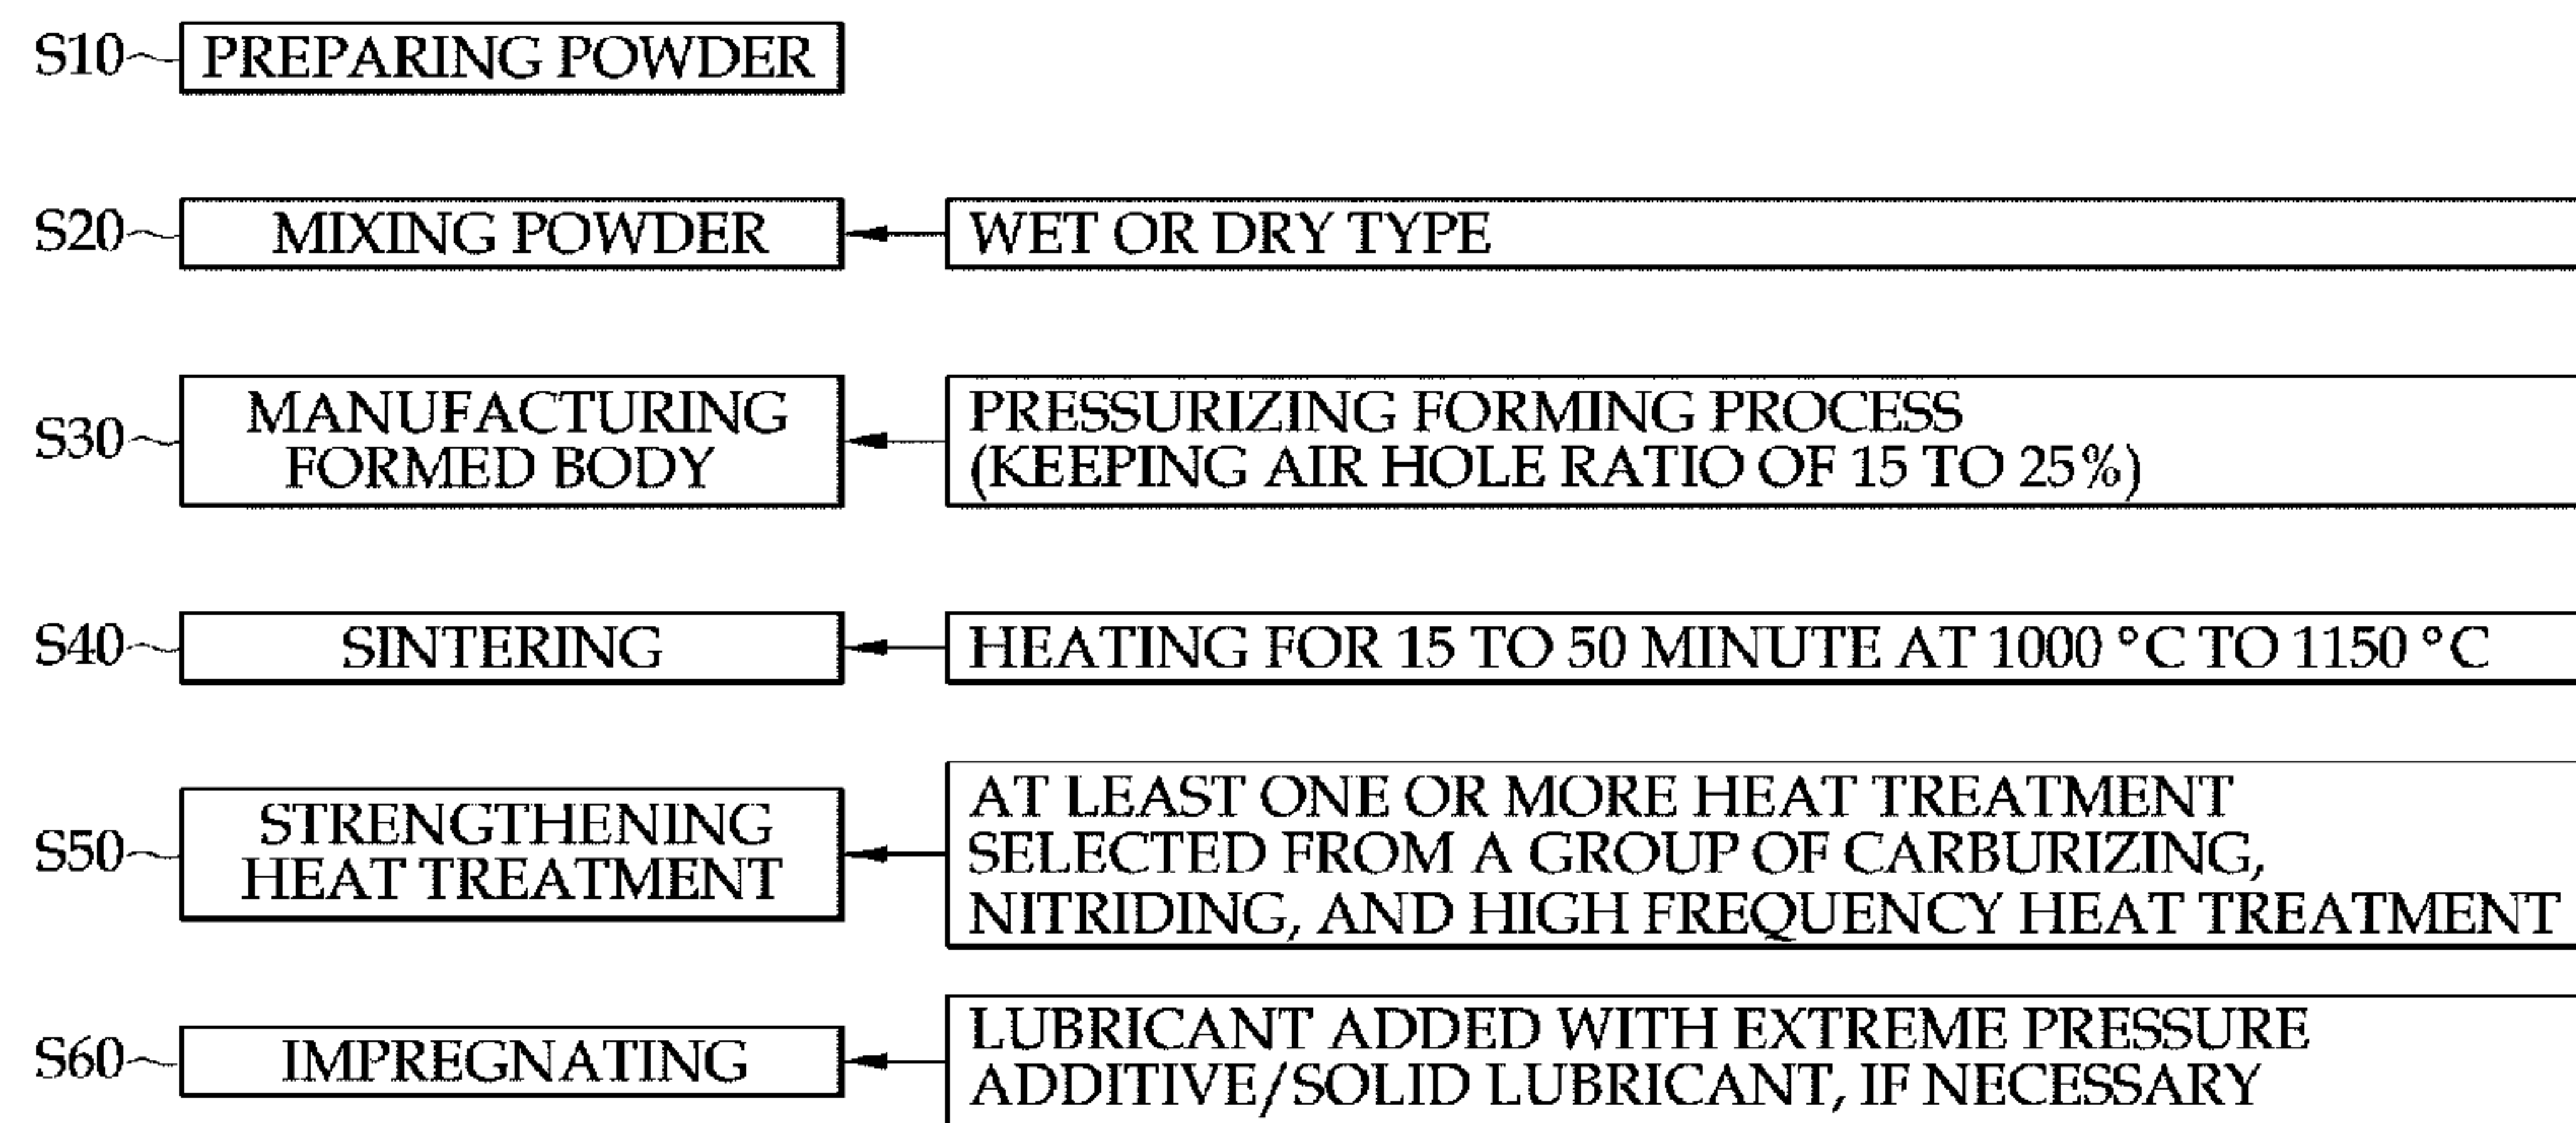 S10 PREPARING POWDER
S20 MIXING POWDER WET OR DRY TYPE
S30 MANUFACTURING FORMED BODY
PRESSURIZING FORMING PROCESS
(KEEPING AIR HOLE RATIO OF 15 TO 25%)
S40 SINTERING HEATING FOR 15 TO 50 MINUTE AT 1000 °C TO 1150 °C
S50 STRENGTHENING
HEAT TREATMENT
AT LEAST ONE OR MORE HEAT TREATMENT
SELECTED FROM A GROUP OF CARBURIZING,
NITRIDING, AND HIGH FREQUENCY HEAT TREATMENT
S60 IMPREGNATING
LUBRICANT ADDED WITH EXTREME PRESSURE
ADDITIVE/SOLID LUBRICANT, IF NECESSARY